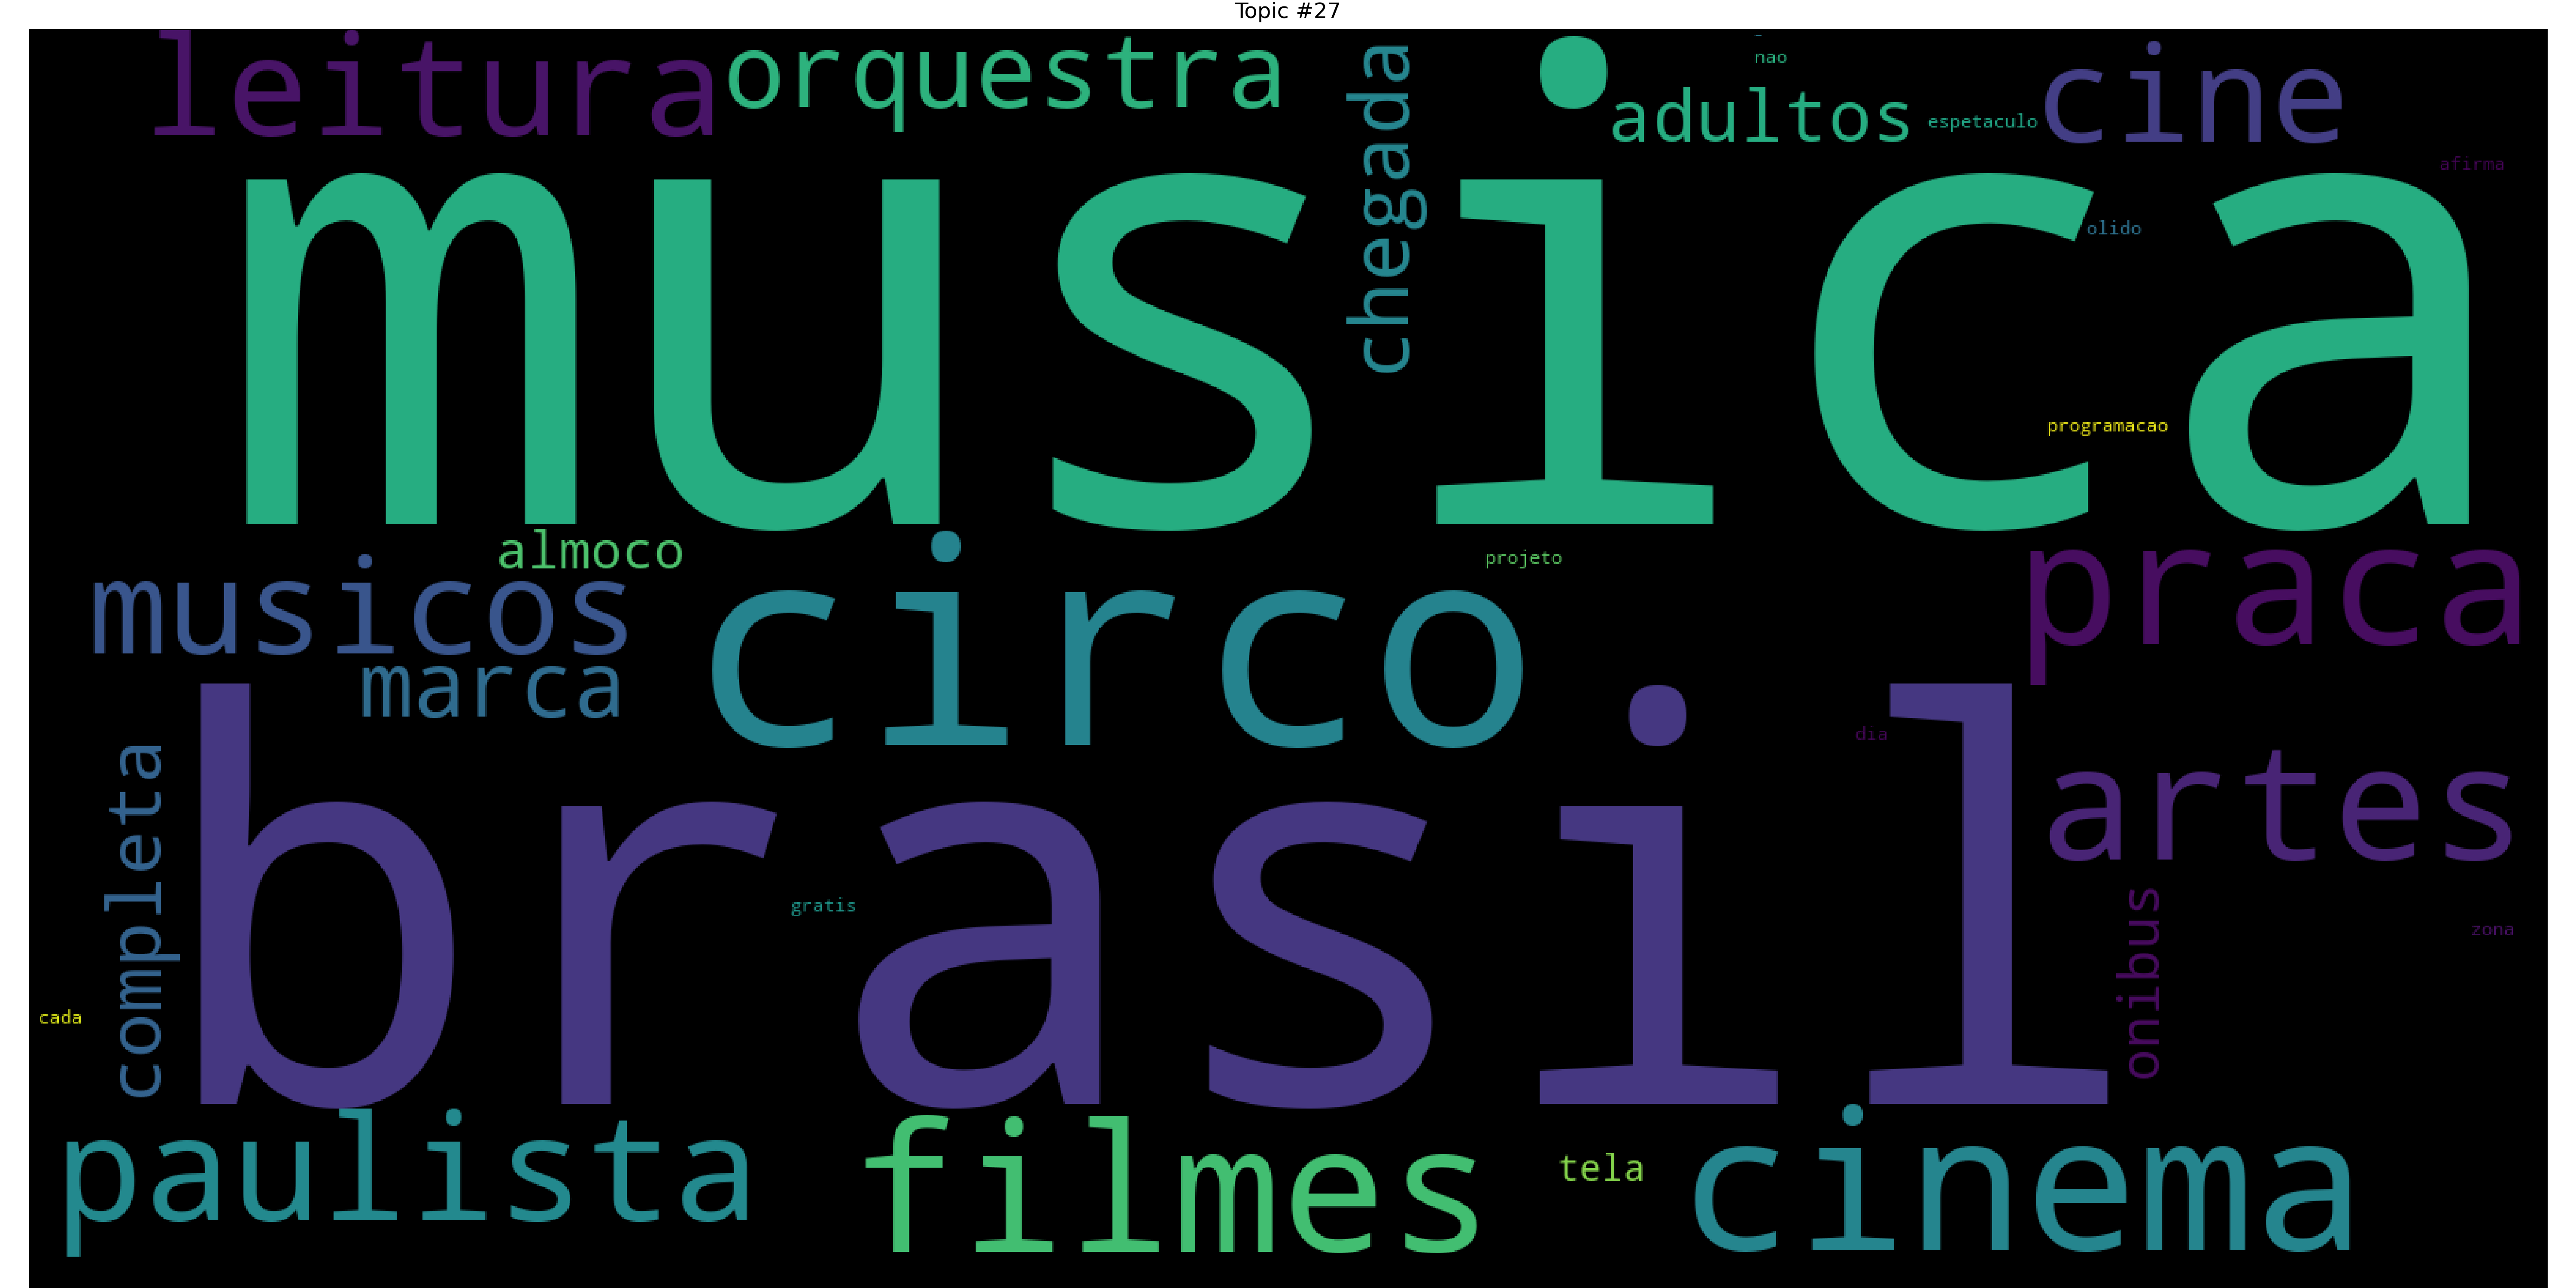 Topic #27
leitura
orquestra
chegada
nao
adultos
espetaculo
cine
afirma
musica
olido
programacao
almoco
projeto
musicos
circo
praca
marca
dia
completa
brasil
artes
gratis
onibus
zona
cada
paulista
filmes
tela
cinema